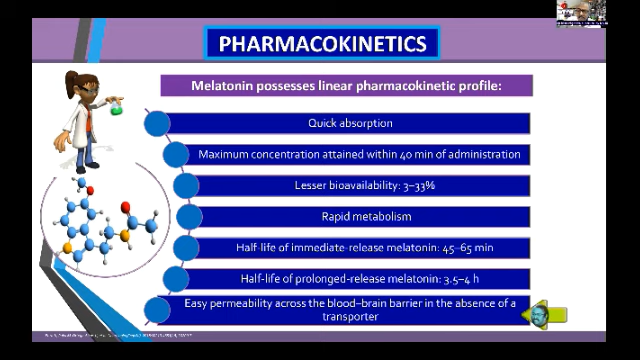 PHARMACOKINETICS
Melatonin possesses linear pharmacokinetic profile:
Quick absorption
Maximum concentration attained within 40 min of administration
Lesser bioavailability: 3–33%
Rapid metabolism
Half-life of immediate-release melatonin: 45–65 min
Half-life of prolonged-release melatonin: 3.5–4 h
Easy permeability across the blood–brain barrier in the absence of a
transporter